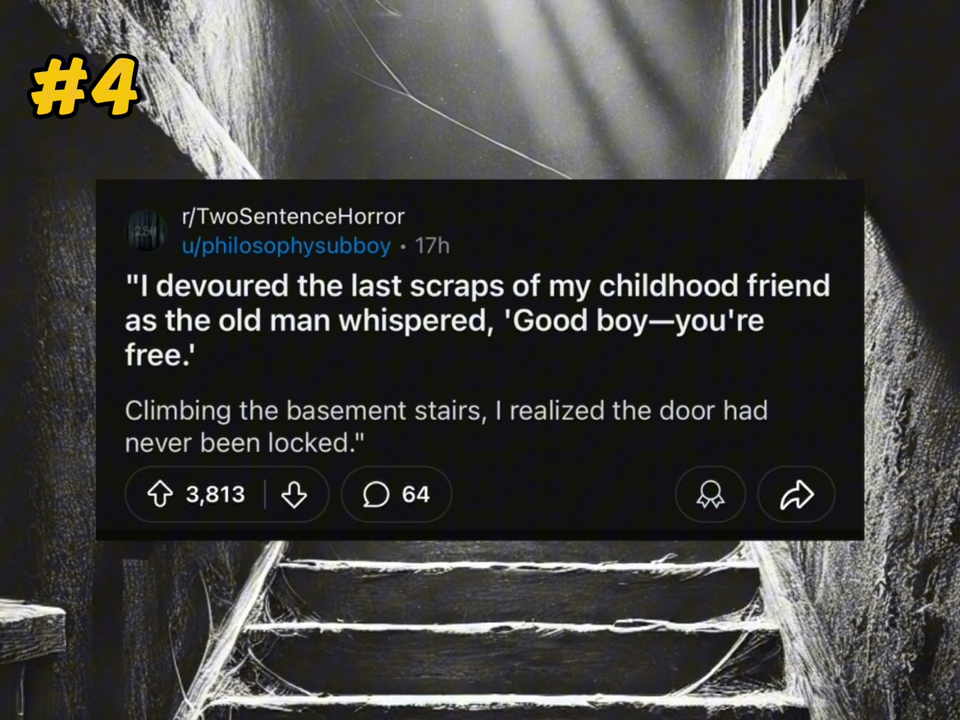 #4
r/TwoSentenceHorror
u/philosophysubboy • 17h
"I devoured the last scraps of my childhood friend
as the old man whispered, 'Good boy—you're
free.'
Climbing the basement stairs, I realized the door had
never been locked."
3,813
64